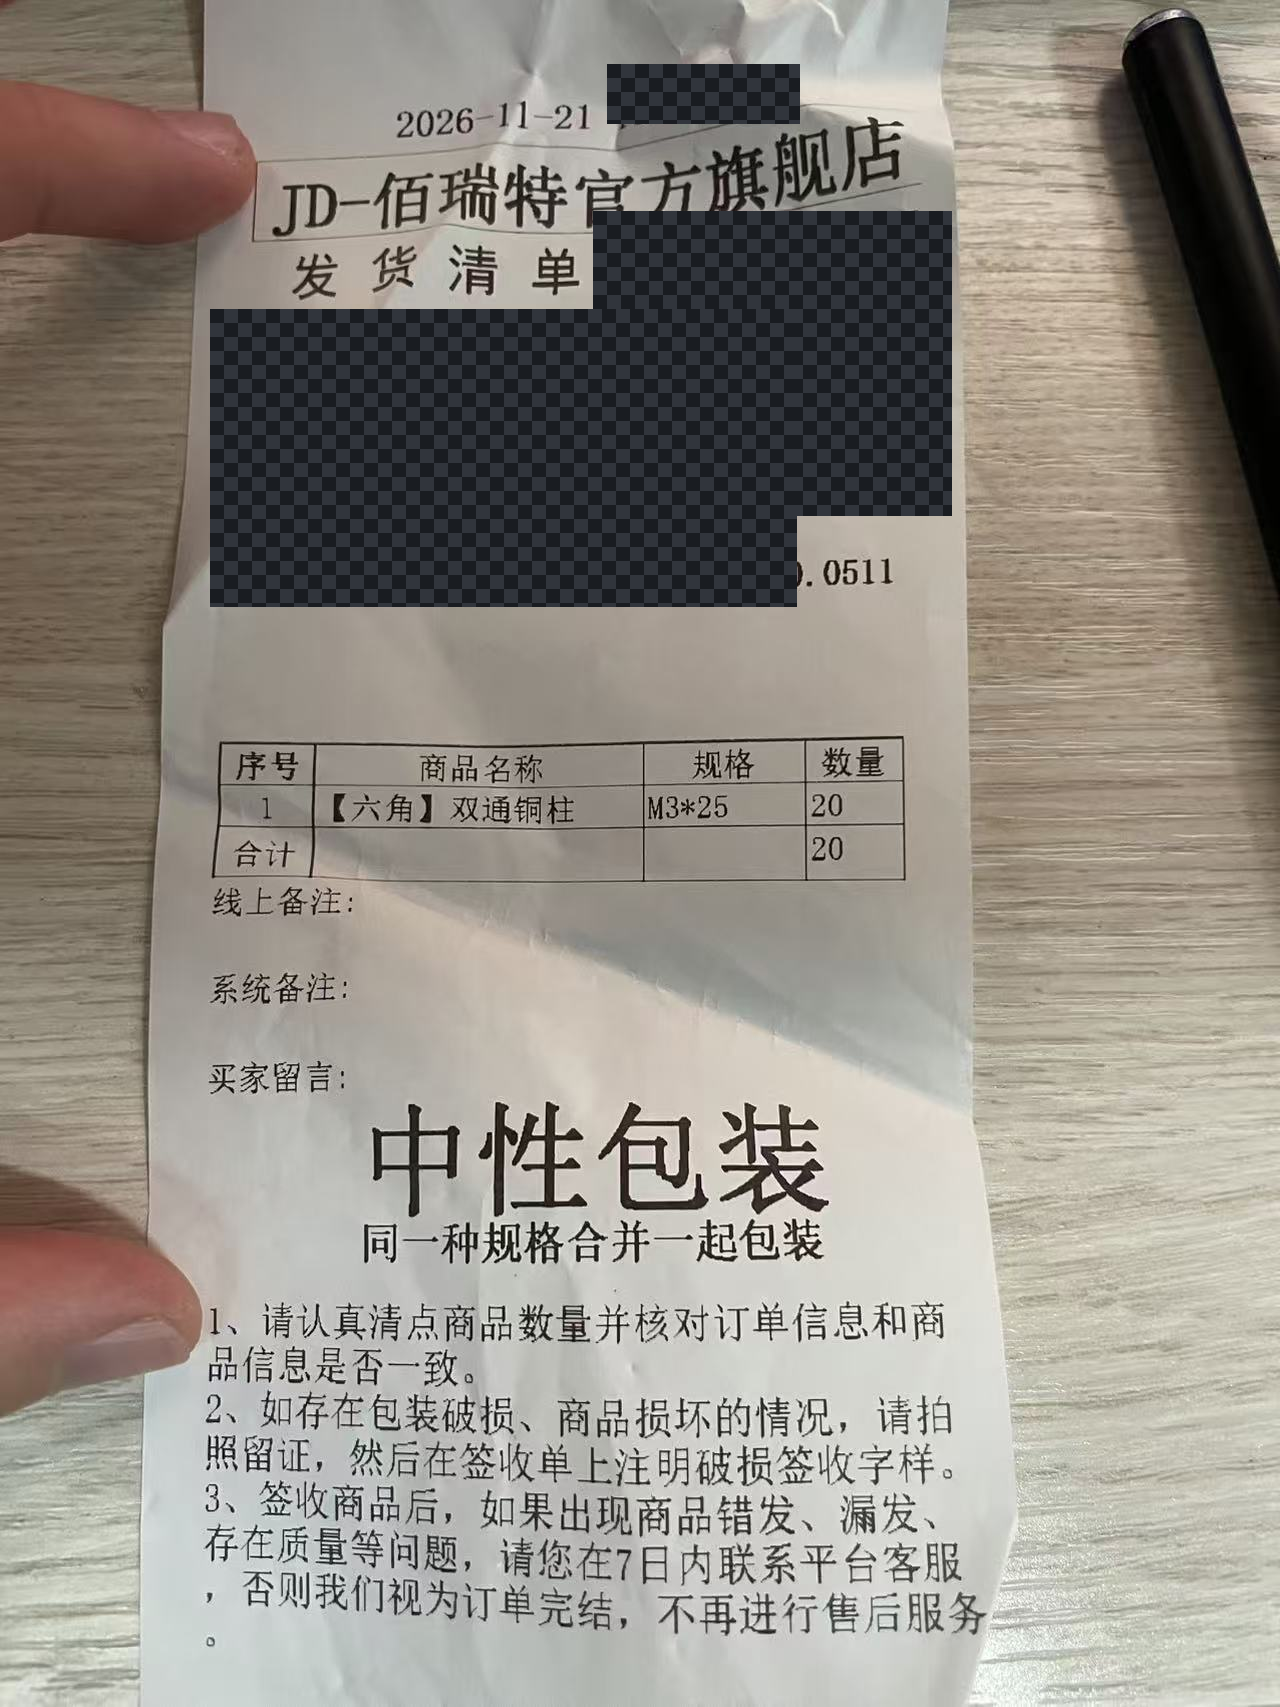 2026-11-21
JD-佰瑞特官方旗舰店
发货清单
.0511
序号 商品名称 规格 数量
1 【六角】双通铜柱 M3*25 20
合计 20
线上备注:
系统备注:
买家留言:
中性包装
同一种规格合并一起包装
1、请认真清点商品数量并核对订单信息和商
品信息是否一致。
2、如存在包装破损、商品损坏的情况，请拍
照留证，然后在签收单上注明破损签收字样。
3、签收商品后，如果出现商品错发、漏发、
存在质量等问题，请您在7日内联系平台客服
，否则我们视为订单完结，不再进行售后服务
。